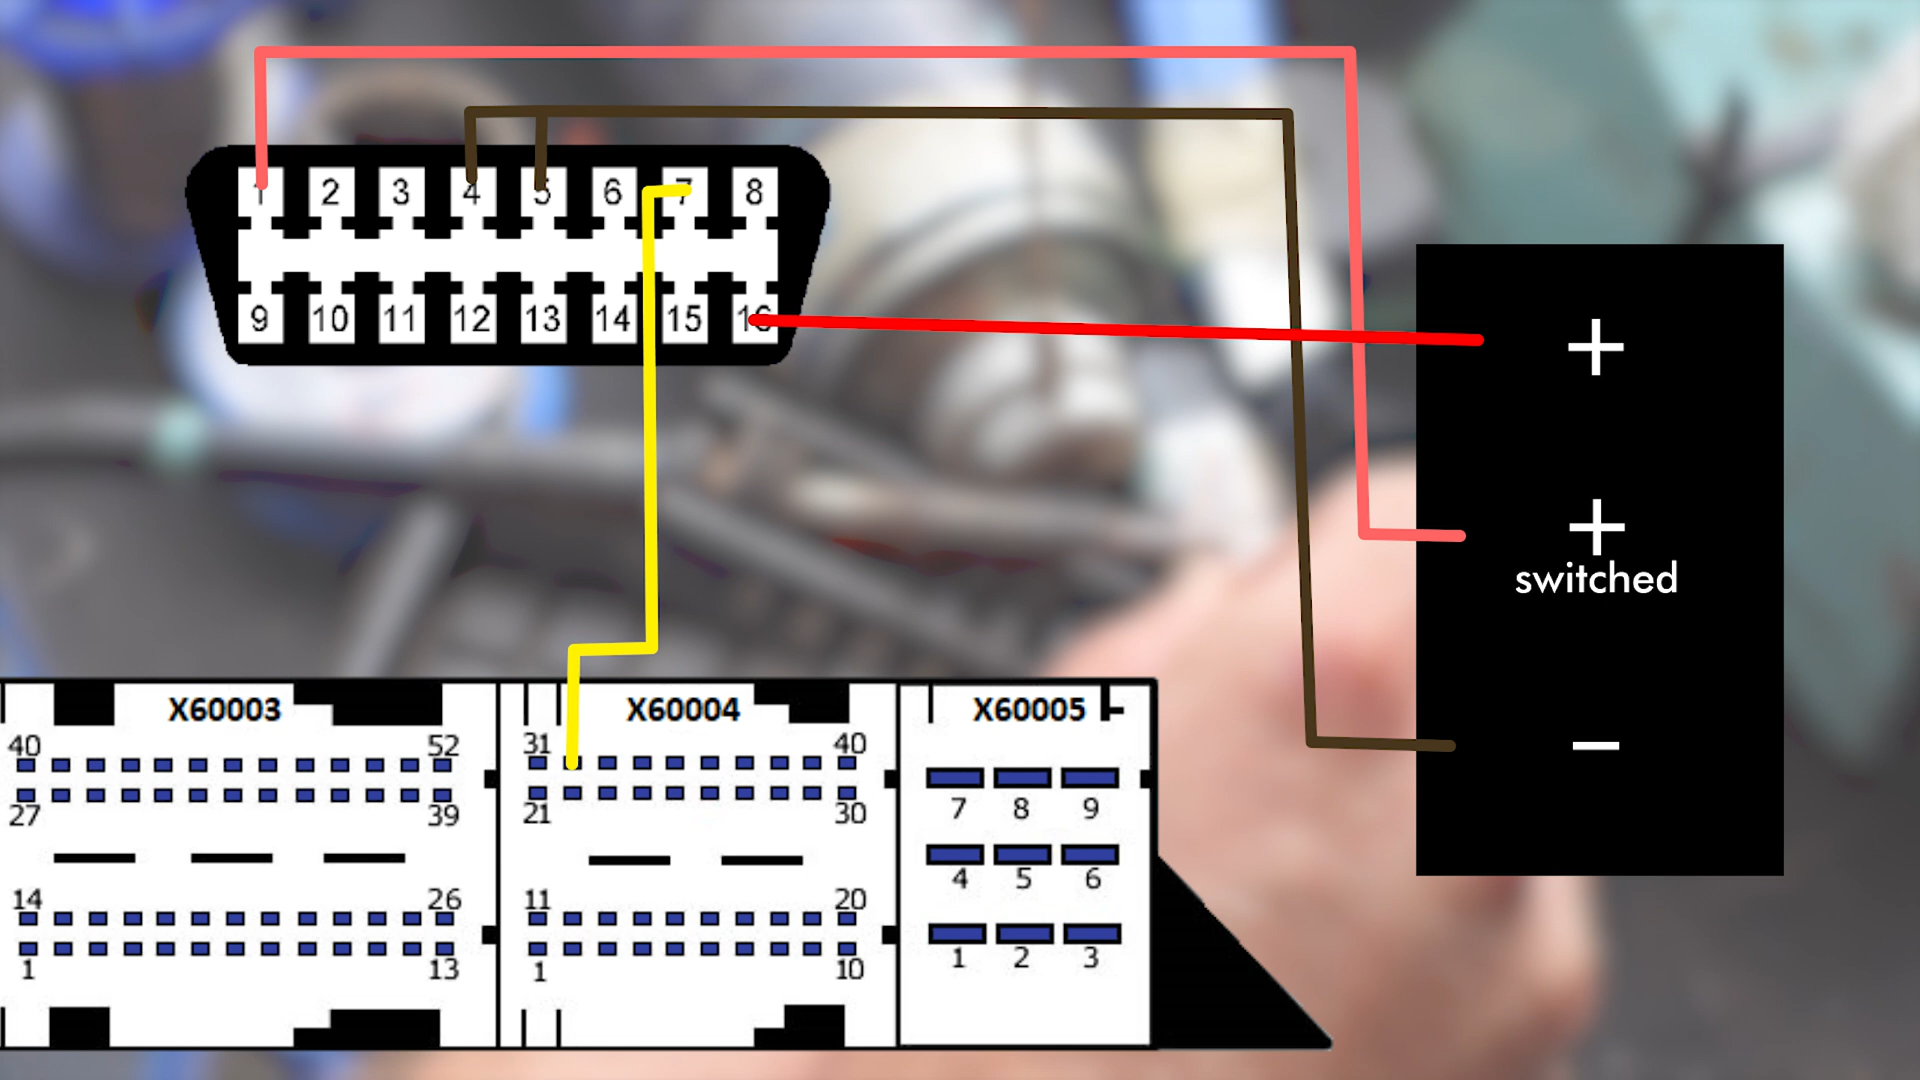 1 2 3 4 5 6 7 8
9 10 11 12 13 14 15 16
+
+
switched
−
X60003 X60004 X60005
40 52 31 40
27 39 21 30
7 8 9
4 5 6
14 26 11 20
1 2 3
1 13 1 10